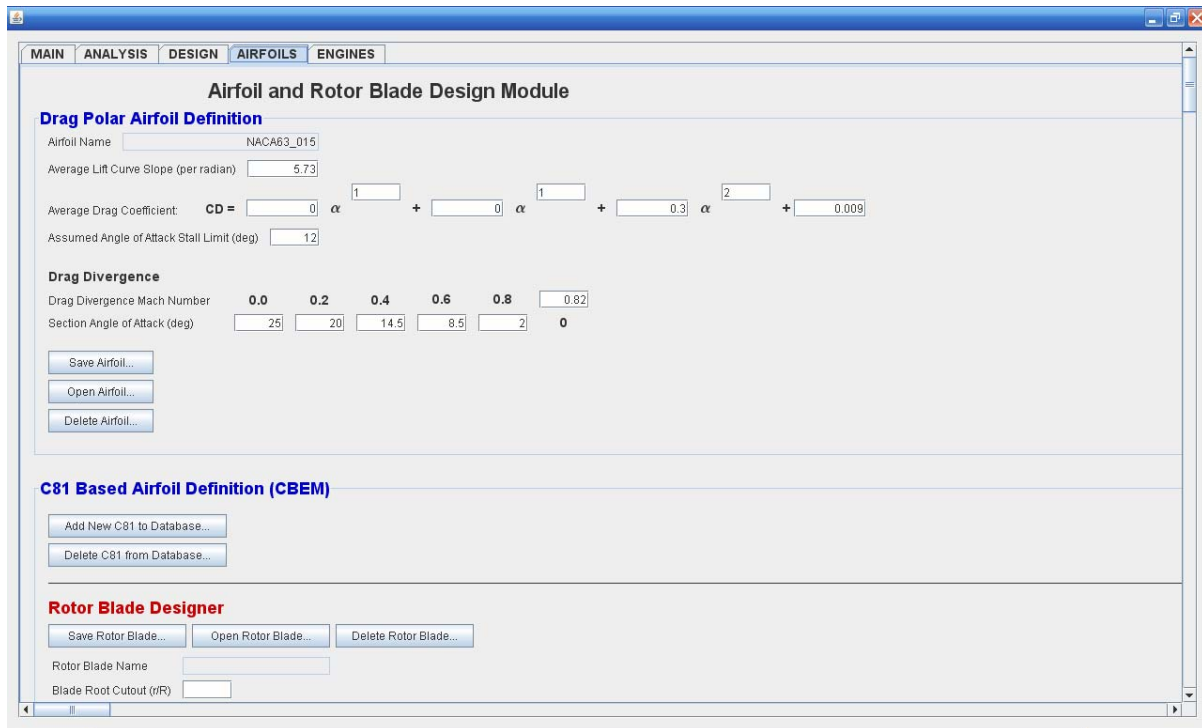 MAIN ANALYSIS DESIGN AIRFOILS ENGINES
Airfoil and Rotor Blade Design Module
Drag Polar Airfoil Definition
Airfoil Name NACA63_015
Average Lift Curve Slope (per radian) 5.73
1 1 2
Average Drag Coefficient: CD = 0 α + 0 α + 0.3 α + 0.009
Assumed Angle of Attack Stall Limit (deg) 12
Drag Divergence
Drag Divergence Mach Number 0.0 0.2 0.4 0.6 0.8 0.82
Section Angle of Attack (deg) 25 20 14.5 8.5 2 0
Save Airfoil...
Open Airfoil...
Delete Airfoil...
C81 Based Airfoil Definition (CBEM)
Add New C81 to Database...
Delete C81 from Database...
Rotor Blade Designer
Save Rotor Blade... Open Rotor Blade... Delete Rotor Blade...
Rotor Blade Name
Blade Root Cutout (r/R)